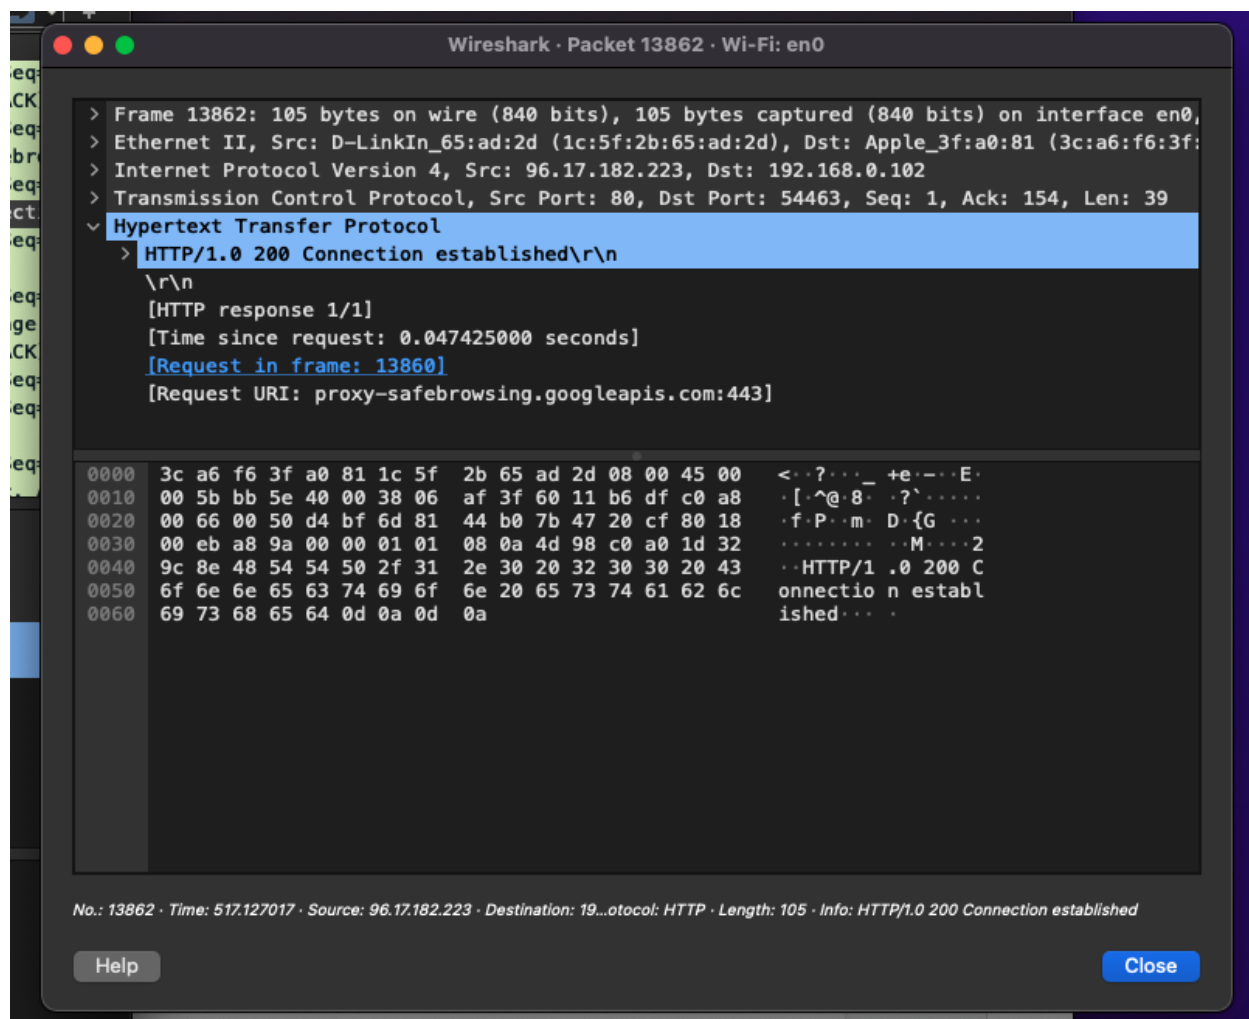 Wireshark · Packet 13862 · Wi-Fi: en0
Frame 13862: 105 bytes on wire (840 bits), 105 bytes captured (840 bits) on interface en0,
Ethernet II, Src: D-LinkIn_65:ad:2d (1c:5f:2b:65:ad:2d), Dst: Apple_3f:a0:81 (3c:a6:f6:3f:
Internet Protocol Version 4, Src: 96.17.182.223, Dst: 192.168.0.102
Transmission Control Protocol, Src Port: 80, Dst Port: 54463, Seq: 1, Ack: 154, Len: 39
Hypertext Transfer Protocol
HTTP/1.0 200 Connection established\r\n
\r\n
[HTTP response 1/1]
[Time since request: 0.047425000 seconds]
[Request in frame: 13860]
[Request URI: proxy-safebrowsing.googleapis.com:443]
0000 3c a6 f6 3f a0 81 1c 5f 2b 65 ad 2d 08 00 45 00 <··?···_ +e·-··E·
0010 00 5b bb 5e 40 00 38 06 af 3f 60 11 b6 df c0 a8 ·[·^@·8· ·?`·····
0020 00 66 00 50 d4 bf 6d 81 44 b0 7b 47 20 cf 80 18 ·f·P··m· D·{G ···
0030 00 eb a8 9a 00 00 01 01 08 0a 4d 98 c0 a0 1d 32 ········ ··M····2
0040 9c 8e 48 54 54 50 2f 31 2e 30 20 32 30 30 20 43 ··HTTP/1 .0 200 C
0050 6f 6e 6e 65 63 74 69 6f 6e 20 65 73 74 61 62 6c onnectio n establ
0060 69 73 68 65 64 0d 0a 0d 0a ished··· ·
No.: 13862 · Time: 517.127017 · Source: 96.17.182.223 · Destination: 19...otocol: HTTP · Length: 105 · Info: HTTP/1.0 200 Connection established
Help
Close